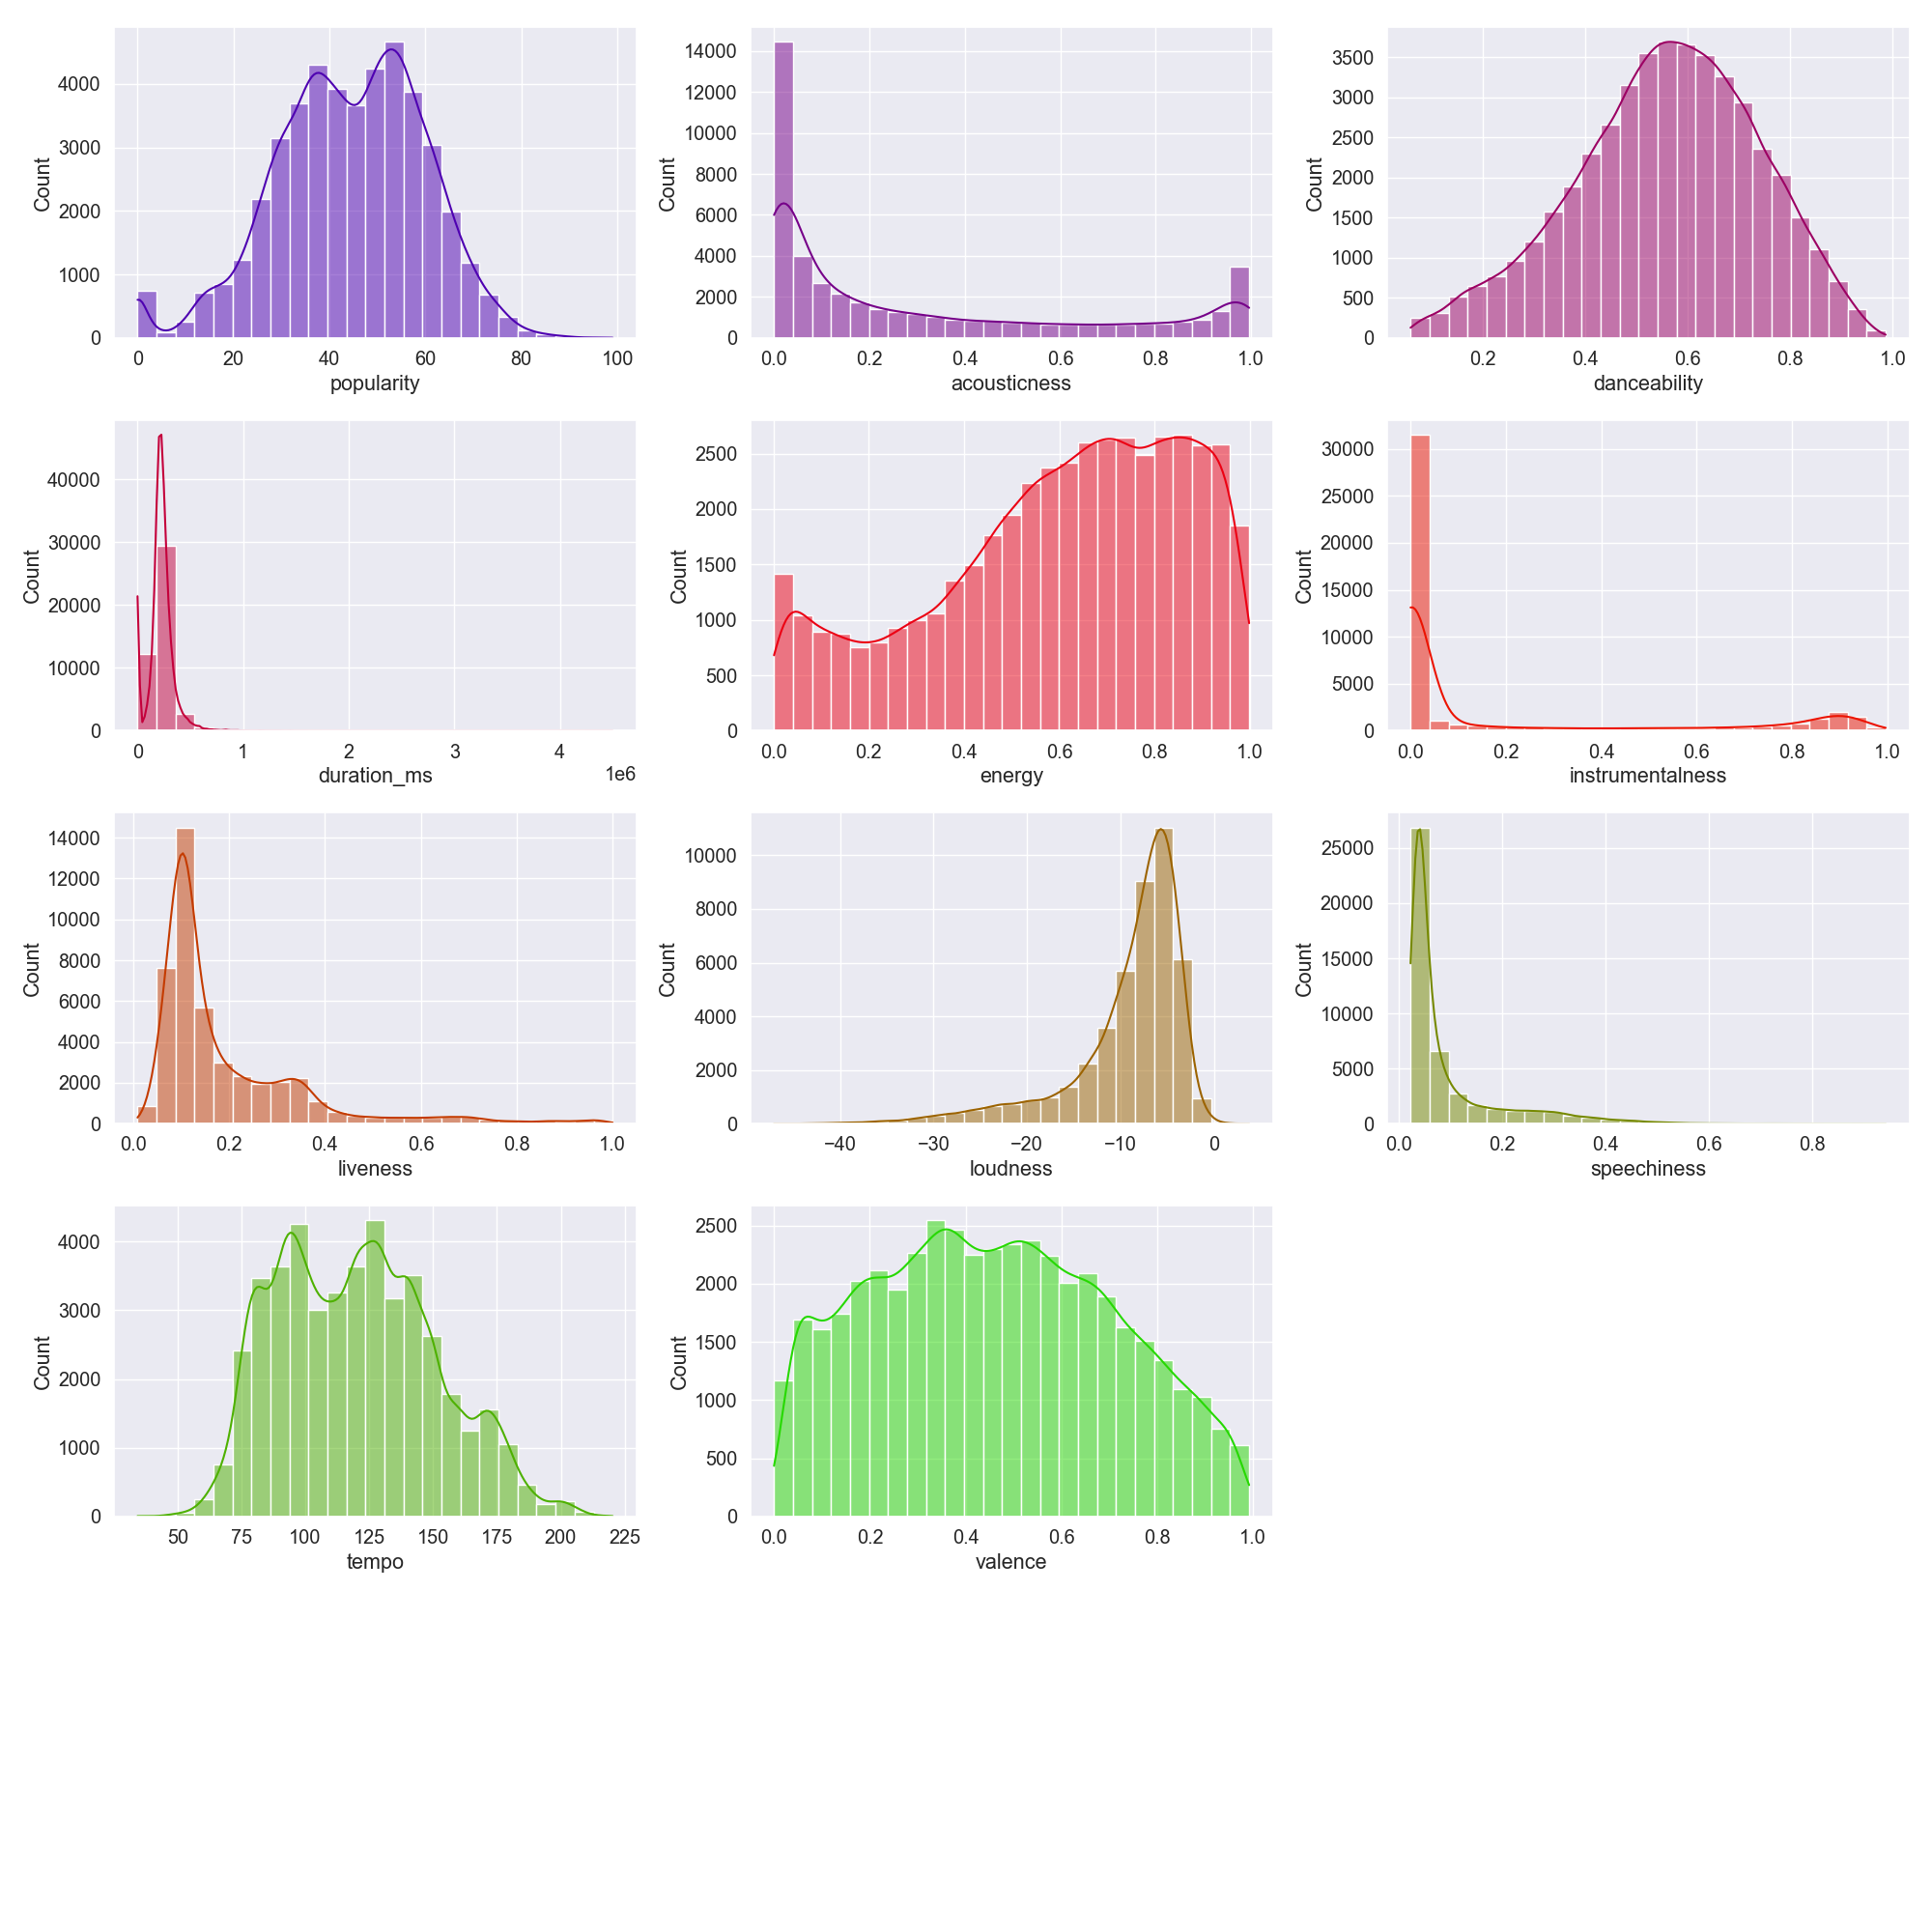 Count
4000
3000
2000
1000
0
0 20 40 60 80 100
popularity
Count
14000
12000
10000
8000
6000
4000
2000
0
0.0 0.2 0.4 0.6 0.8 1.0
acousticness
Count
3500
3000
2500
2000
1500
1000
500
0
0.2 0.4 0.6 0.8 1.0
danceability
Count
40000
30000
20000
10000
0
0 1 2 3 4
1e6
duration_ms
Count
2500
2000
1500
1000
500
0
0.0 0.2 0.4 0.6 0.8 1.0
energy
Count
30000
25000
20000
15000
10000
5000
0
0.0 0.2 0.4 0.6 0.8 1.0
instrumentalness
Count
14000
12000
10000
8000
6000
4000
2000
0
0.0 0.2 0.4 0.6 0.8 1.0
liveness
Count
10000
8000
6000
4000
2000
0
−40 −30 −20 −10 0
loudness
Count
25000
20000
15000
10000
5000
0
0.0 0.2 0.4 0.6 0.8
speechiness
Count
4000
3000
2000
1000
0
50 75 100 125 150 175 200 225
tempo
Count
2500
2000
1500
1000
500
0
0.0 0.2 0.4 0.6 0.8 1.0
valence